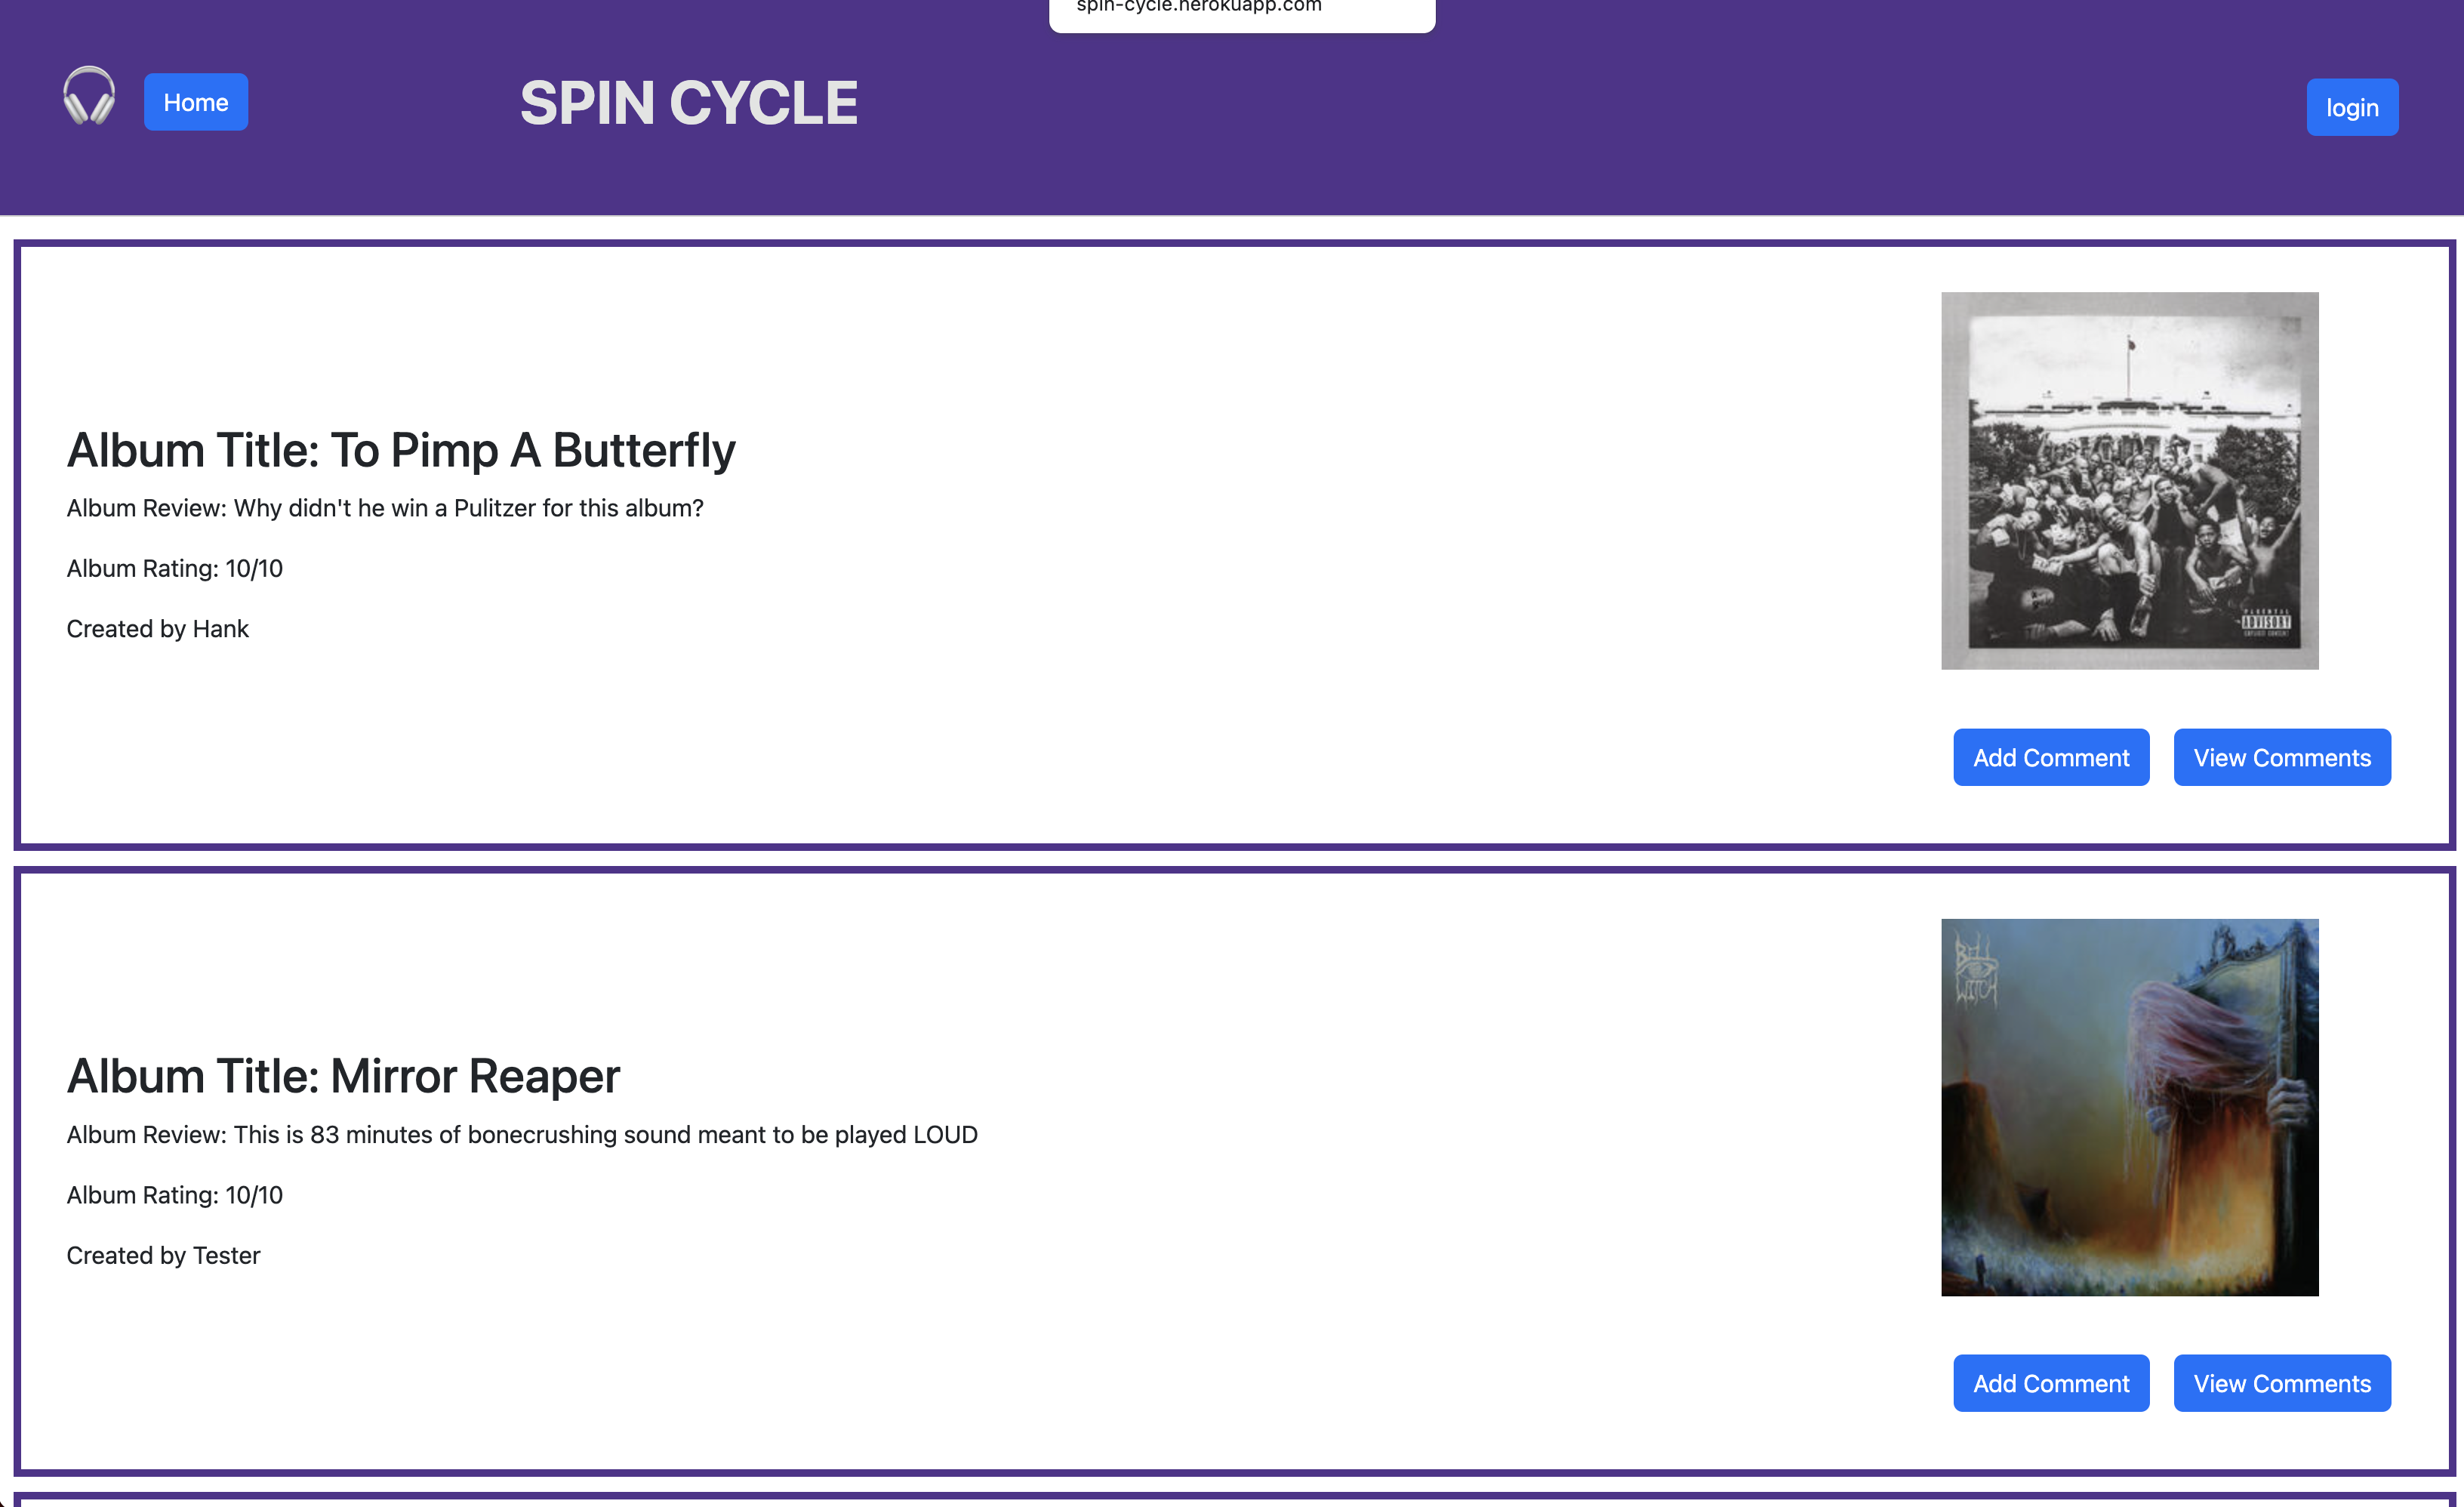 spin-cycle.herokuapp.com
Home
SPIN CYCLE
login
Album Title: To Pimp A Butterfly
Album Review: Why didn't he win a Pulitzer for this album?
Album Rating: 10/10
Created by Hank
PARENTAL
ADVISORY
EXPLICIT CONTENT
Add Comment
View Comments
BELL
WITCH
Album Title: Mirror Reaper
Album Review: This is 83 minutes of bonecrushing sound meant to be played LOUD
Album Rating: 10/10
Created by Tester
Add Comment
View Comments